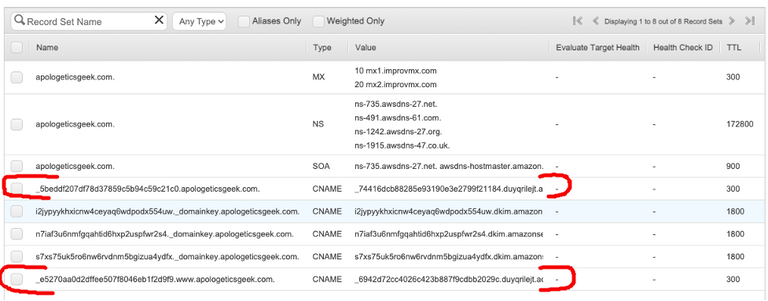 Record Set Name Any Type Aliases Only Weighted Only Displaying 1 to 8 out of 8 Record Sets
Name Type Value Evaluate Target Health Health Check ID TTL
apologeticsgeek.com. MX 10 mx1.improvmx.com - - 300
20 mx2.improvmx.com
apologeticsgeek.com. NS ns-735.awsdns-27.net. - - 172800
ns-491.awsdns-61.com.
ns-1242.awsdns-27.org.
ns-1915.awsdns-47.co.uk.
apologeticsgeek.com. SOA ns-735.awsdns-27.net. awsdns-hostmaster.amazon. - - 900
_5beddf207df78d37859c5b94c59c21c0.apologeticsgeek.com. CNAME _74416dcb88285e93190e3e2799f21184.duyqrilejt.a - - 300
i2jypyykhxicnw4ceyaq6wdpodx554uw._domainkey.apologeticsgeek.com. CNAME i2jypyykhxicnw4ceyaq6wdpodx554uw.dkim.amazon - - 1800
n7iaf3u6nmfgqahtid6hxp2uspfwr2s4._domainkey.apologeticsgeek.com. CNAME n7iaf3u6nmfgqahtid6hxp2uspfwr2s4.dkim.amazonse - - 1800
s7xs75uk5ro6nw6rvdnm5bgizua4ydfx._domainkey.apologeticsgeek.com. CNAME s7xs75uk5ro6nw6rvdnm5bgizua4ydfx.dkim.amazon - - 1800
_e5270aa0d2dffee507f8046eb1f2d9f9.www.apologeticsgeek.com. CNAME _6942d72cc4026c423b887f9cdbb2029c.duyqrilejt.ac - - 300